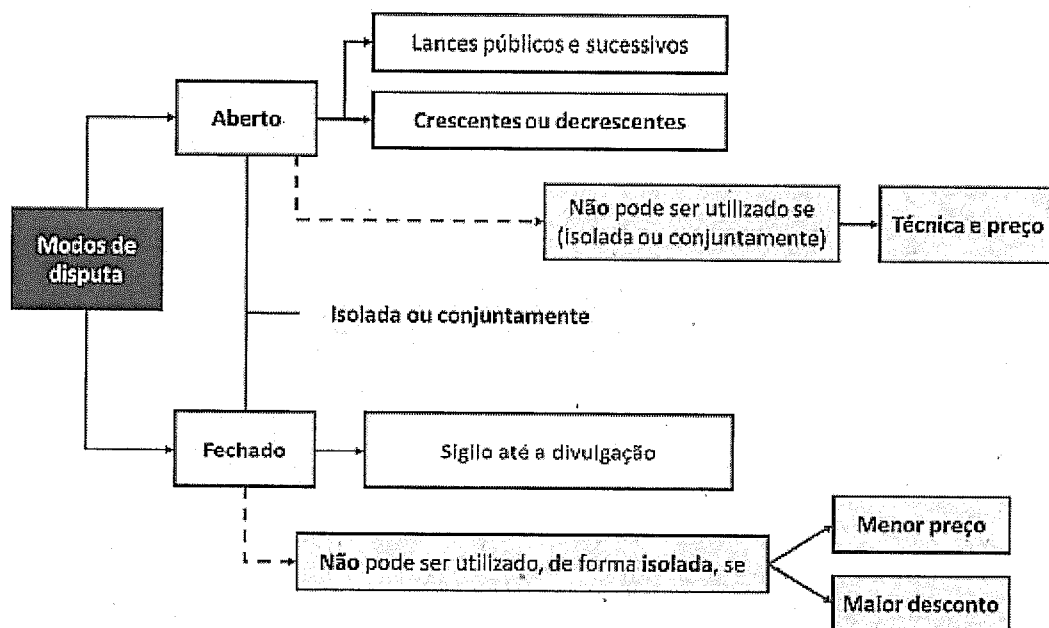 Lances públicos e sucessivos
Aberto
Crescentes ou decrescentes
Não pode ser utilizado se
(isolada ou conjuntamente)
Técnica e preço
Modos de
disputa
Isolada ou conjuntamente
Fechado
Sigilo até a divulgação
Menor preço
Não pode ser utilizado, de forma isolada, se
Maior desconto